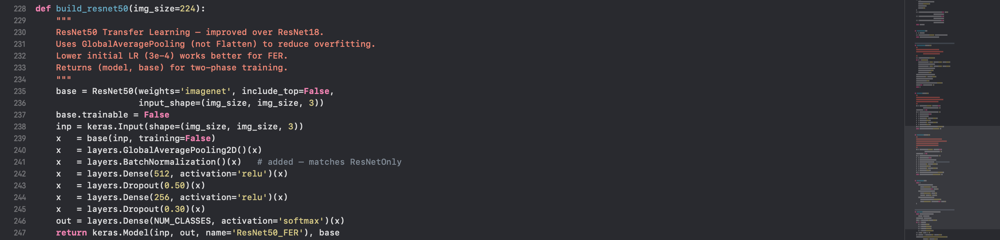 228 def build_resnet50(img_size=224):
229     """
230     ResNet50 Transfer Learning — improved over ResNet18.
231     Uses GlobalAveragePooling (not Flatten) to reduce overfitting.
232     Lower initial LR (3e-4) works better for FER.
233     Returns (model, base) for two-phase training.
234     """
235     base = ResNet50(weights='imagenet', include_top=False,
236                     input_shape=(img_size, img_size, 3))
237     base.trainable = False
238     inp = keras.Input(shape=(img_size, img_size, 3))
239     x   = base(inp, training=False)
240     x   = layers.GlobalAveragePooling2D()(x)
241     x   = layers.BatchNormalization()(x)   # added — matches ResNetOnly
242     x   = layers.Dense(512, activation='relu')(x)
243     x   = layers.Dropout(0.50)(x)
244     x   = layers.Dense(256, activation='relu')(x)
245     x   = layers.Dropout(0.30)(x)
246     out = layers.Dense(NUM_CLASSES, activation='softmax')(x)
247     return keras.Model(inp, out, name='ResNet50_FER'), base